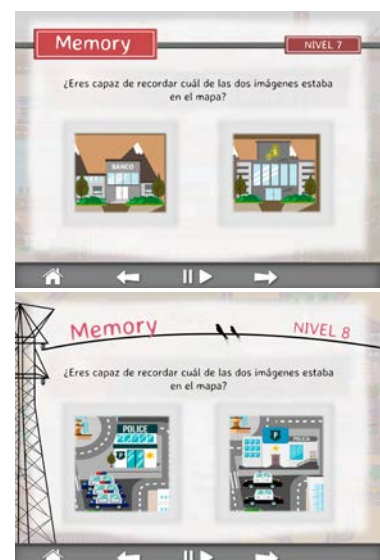 Memory
NIVEL 7
¿Eres capaz de recordar cuál de las dos imágenes estaba
en el mapa?
BANCO
Memory
NIVEL 8
¿Eres capaz de recordar cuál de las dos imágenes estaba
en el mapa?
POLICE
P
P
POLICIA